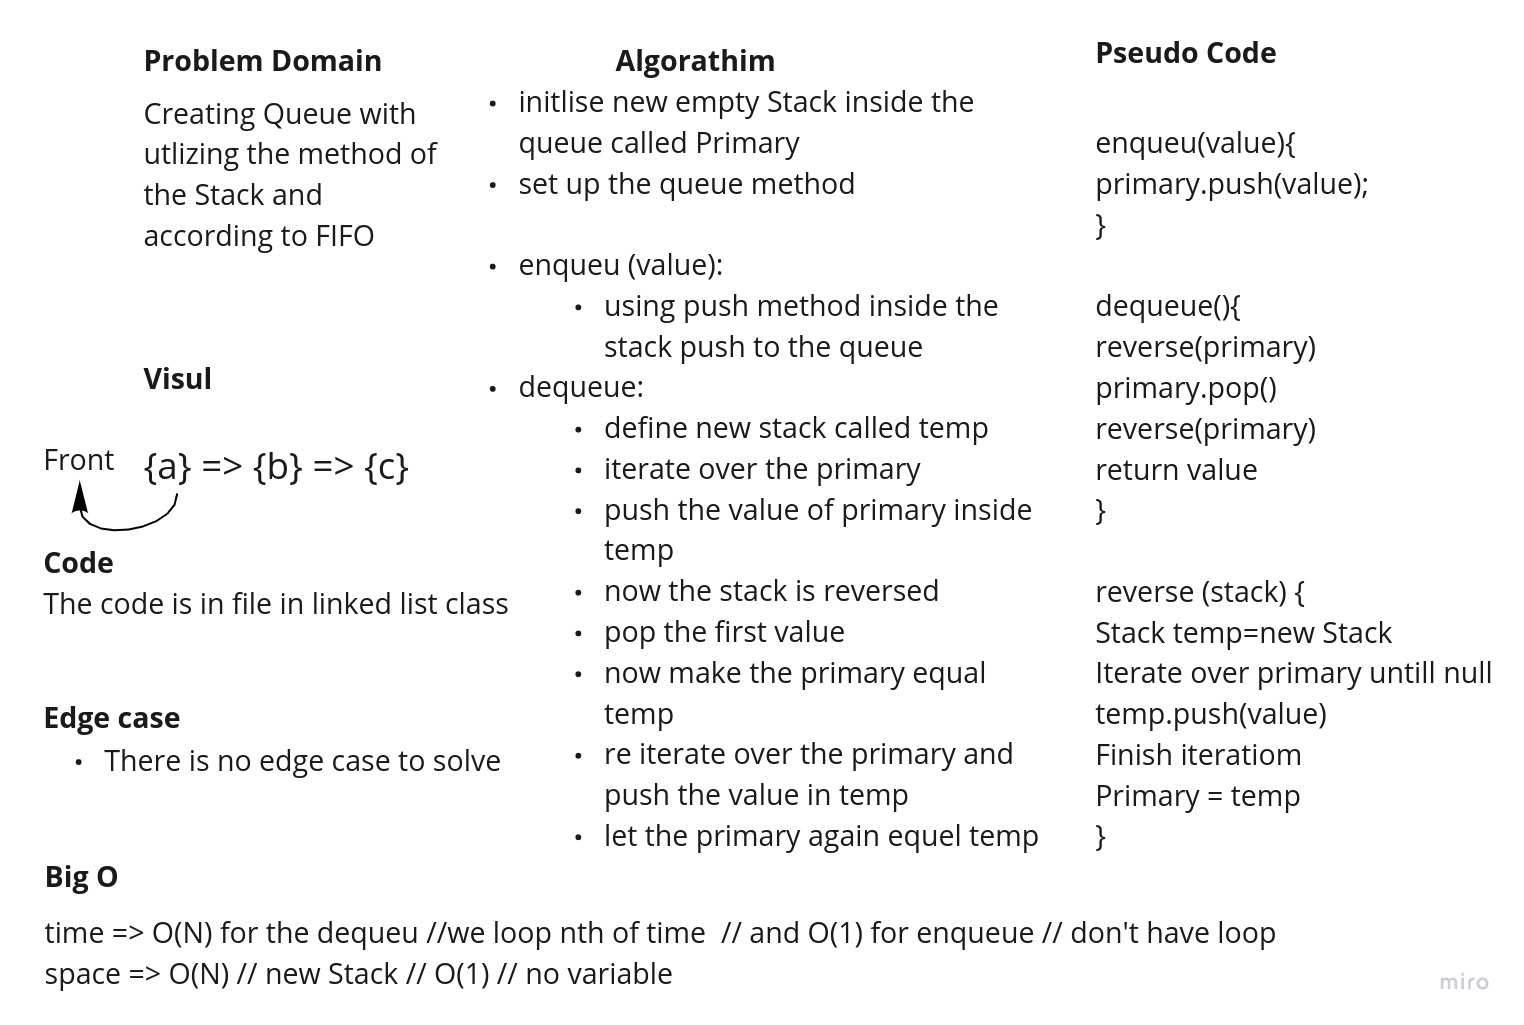 Problem Domain
Creating Queue with
utlizing the method of
the Stack and
according to FIFO
Visul
Front {a} => {b} => {c}
Code
The code is in file in linked list class
Edge case
• There is no edge case to solve
Algorathim
• initlise new empty Stack inside the
queue called Primary
• set up the queue method
• enqueu (value):
• using push method inside the
stack push to the queue
• dequeue:
• define new stack called temp
• iterate over the primary
• push the value of primary inside
temp
• now the stack is reversed
• pop the first value
• now make the primary equal
temp
• re iterate over the primary and
push the value in temp
• let the primary again equel temp
Pseudo Code
enqueu(value){
primary.push(value);
}
dequeue(){
reverse(primary)
primary.pop()
reverse(primary)
return value
}
reverse (stack) {
Stack temp=new Stack
Iterate over primary untill null
temp.push(value)
Finish iteratiom
Primary = temp
}
Big O
time => O(N) for the dequeu //we loop nth of time // and O(1) for enqueue // don't have loop
space => O(N) // new Stack // O(1) // no variable
miro